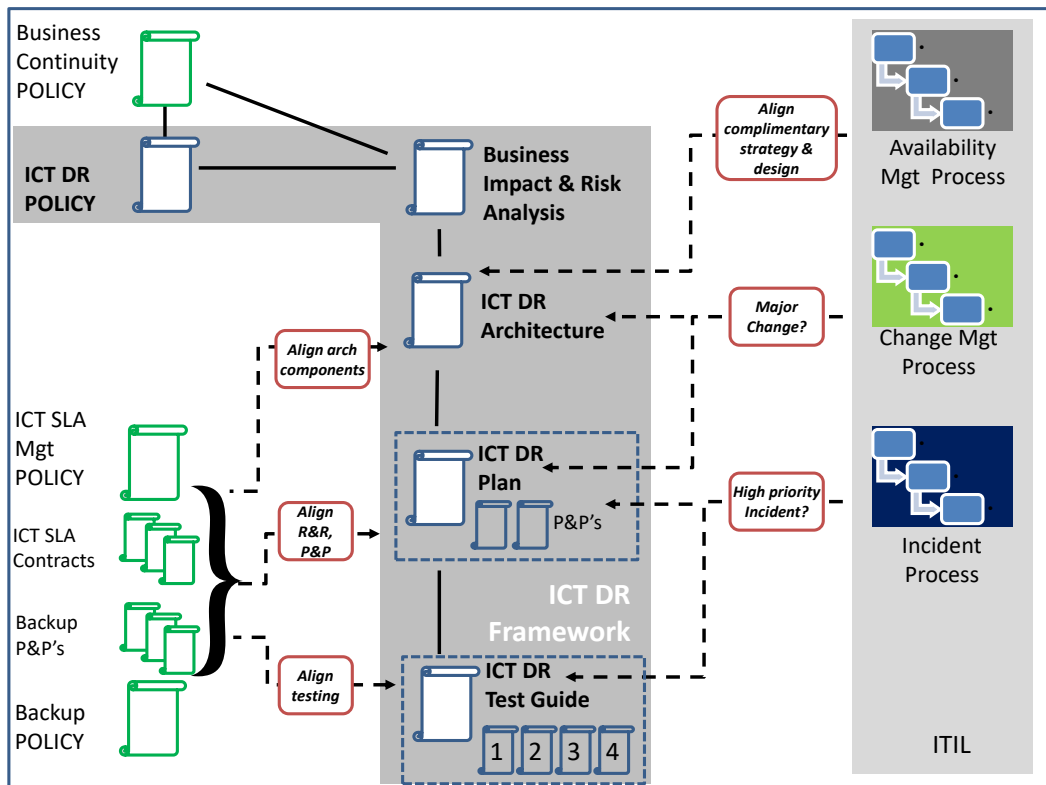 Business
Continuity
POLICY
ICT DR
POLICY
Business
Impact & Risk
Analysis
Align
complimentary
strategy &
design
Availability
Mgt Process
ICT DR
Architecture
Major
Change?
Change Mgt
Process
Align arch
components
ICT SLA
Mgt
POLICY
ICT SLA
Contracts
Backup
P&P's
Backup
POLICY
Align
R&R,
P&P
Align
testing
ICT DR
Plan
P&P's
High priority
Incident?
Incident
Process
ICT DR
Framework
ICT DR
Test Guide
1 2 3 4
ITIL